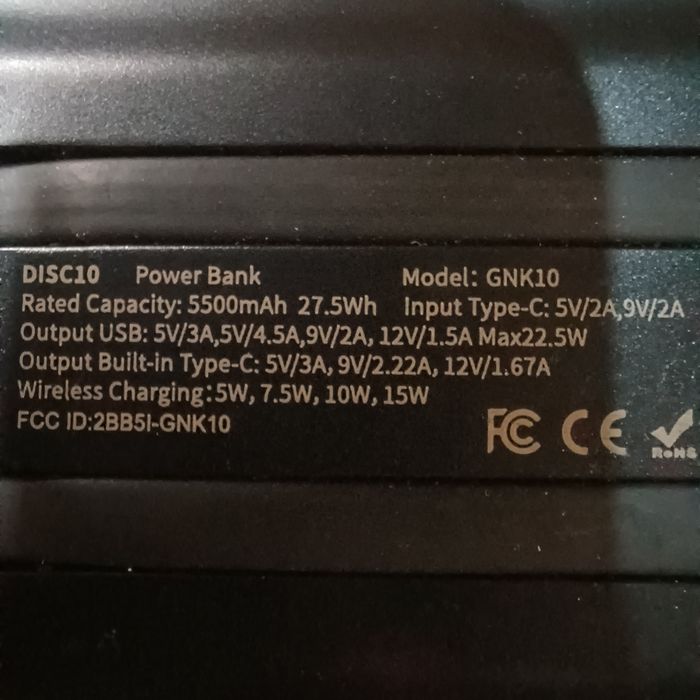 DISC10 Power Bank Model: GNK10
Rated Capacity: 5500mAh 27.5Wh Input Type-C: 5V/2A,9V/2A
Output USB: 5V/3A,5V/4.5A,9V/2A, 12V/1.5A Max22.5W
Output Built-in Type-C: 5V/3A, 9V/2.22A, 12V/1.67A
Wireless Charging:5W, 7.5W, 10W, 15W
FCC ID:2BB5I-GNK10
FC CE RoHS